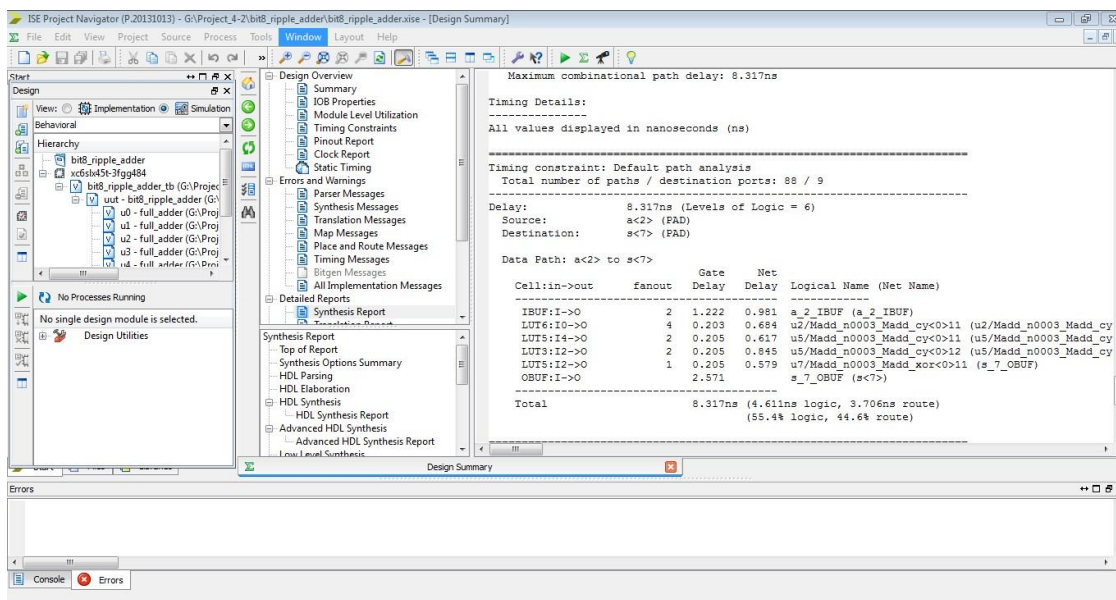 ISE Project Navigator (P.20131013) - G:\Project_4-2\bit8_ripple_adder\bit8_ripple_adder.xise - [Design Summary]
File Edit View Project Source Process Tools Window Layout Help
Start
Design
View: Implementation Simulation
Behavioral
Hierarchy
bit8_ripple_adder
xc6slx45t-3fgg484
bit8_ripple_adder_tb (G:\Projec
uut - bit8_ripple_adder (G:\
u0 - full_adder (G:\Proj
u1 - full_adder (G:\Proj
u2 - full_adder (G:\Proj
u3 - full_adder (G:\Proj
u4 - full_adder (G:\Proj
No Processes Running
No single design module is selected.
Design Utilities
Design Overview
Summary
IOB Properties
Module Level Utilization
Timing Constraints
Pinout Report
Clock Report
Static Timing
Errors and Warnings
Parser Messages
Synthesis Messages
Translation Messages
Map Messages
Place and Route Messages
Timing Messages
Bitgen Messages
All Implementation Messages
Detailed Reports
Synthesis Report
Translation Report
Synthesis Report
Top of Report
Synthesis Options Summary
HDL Parsing
HDL Elaboration
HDL Synthesis
HDL Synthesis Report
Advanced HDL Synthesis
Advanced HDL Synthesis Report
Low Level Synthesis
Maximum combinational path delay: 8.317ns
Timing Details:
---------------
All values displayed in nanoseconds (ns)
=========================================================================
Timing constraint: Default path analysis
Total number of paths / destination ports: 88 / 9
-------------------------------------------------------------------------
Delay: 8.317ns (Levels of Logic = 6)
Source: a<2> (PAD)
Destination: s<7> (PAD)
Data Path: a<2> to s<7>
Gate Net
Cell:in->out fanout Delay Delay Logical Name (Net Name)
---------------------------------------- ------------
IBUF:I->O 2 1.222 0.981 a_2_IBUF (a_2_IBUF)
LUT6:I0->O 4 0.203 0.684 u2/Madd_n0003_Madd_cy<0>11 (u2/Madd_n0003_Madd_cy
LUT5:I4->O 2 0.205 0.617 u5/Madd_n0003_Madd_cy<0>11 (u5/Madd_n0003_Madd_cy
LUT3:I2->O 2 0.205 0.845 u5/Madd_n0003_Madd_cy<0>12 (u5/Madd_n0003_Madd_cy
LUT5:I2->O 1 0.205 0.579 u7/Madd_n0003_Madd_xor<0>11 (s_7_OBUF)
OBUF:I->O 2.571 s_7_OBUF (s<7>)
----------------------------------------
Total 8.317ns (4.611ns logic, 3.706ns route)
(55.4% logic, 44.6% route)
=========================================================================
Design Summary
Errors
Console Errors